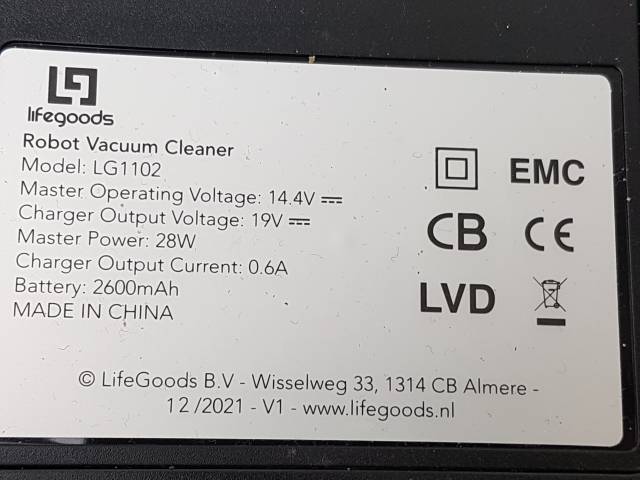 lifegoods
Robot Vacuum Cleaner
Model: LG1102
Master Operating Voltage: 14.4V ⎓
Charger Output Voltage: 19V ⎓
Master Power: 28W
Charger Output Current: 0.6A
Battery: 2600mAh
MADE IN CHINA
EMC
CB CE
LVD
© LifeGoods B.V - Wisselweg 33, 1314 CB Almere -
12/2021 - V1 - www.lifegoods.nl